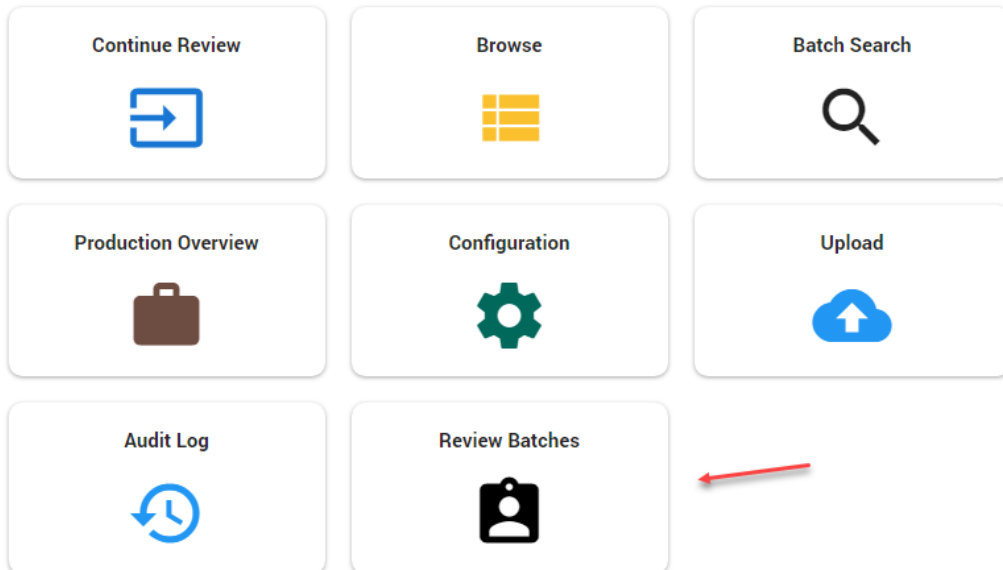 Continue Review
Browse
Batch Search
Production Overview
Configuration
Upload
Audit Log
Review Batches